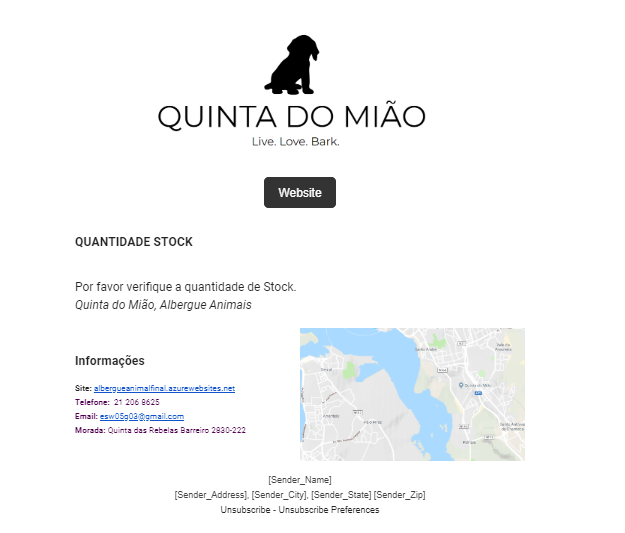 QUINTA DO MIÃO
Live. Love. Bark.
Website
QUANTIDADE STOCK
Por favor verifique a quantidade de Stock.
Quinta do Mião, Albergue Animais
Informações
Site: albergueanimalfinal.azurewebsites.net
Telefone: 21 206 8625
Email: esw05g03@gmail.com
Morada: Quinta das Rebelas Barreiro 2830-222
[Sender_Name]
[Sender_Address], [Sender_City], [Sender_State] [Sender_Zip]
Unsubscribe - Unsubscribe Preferences